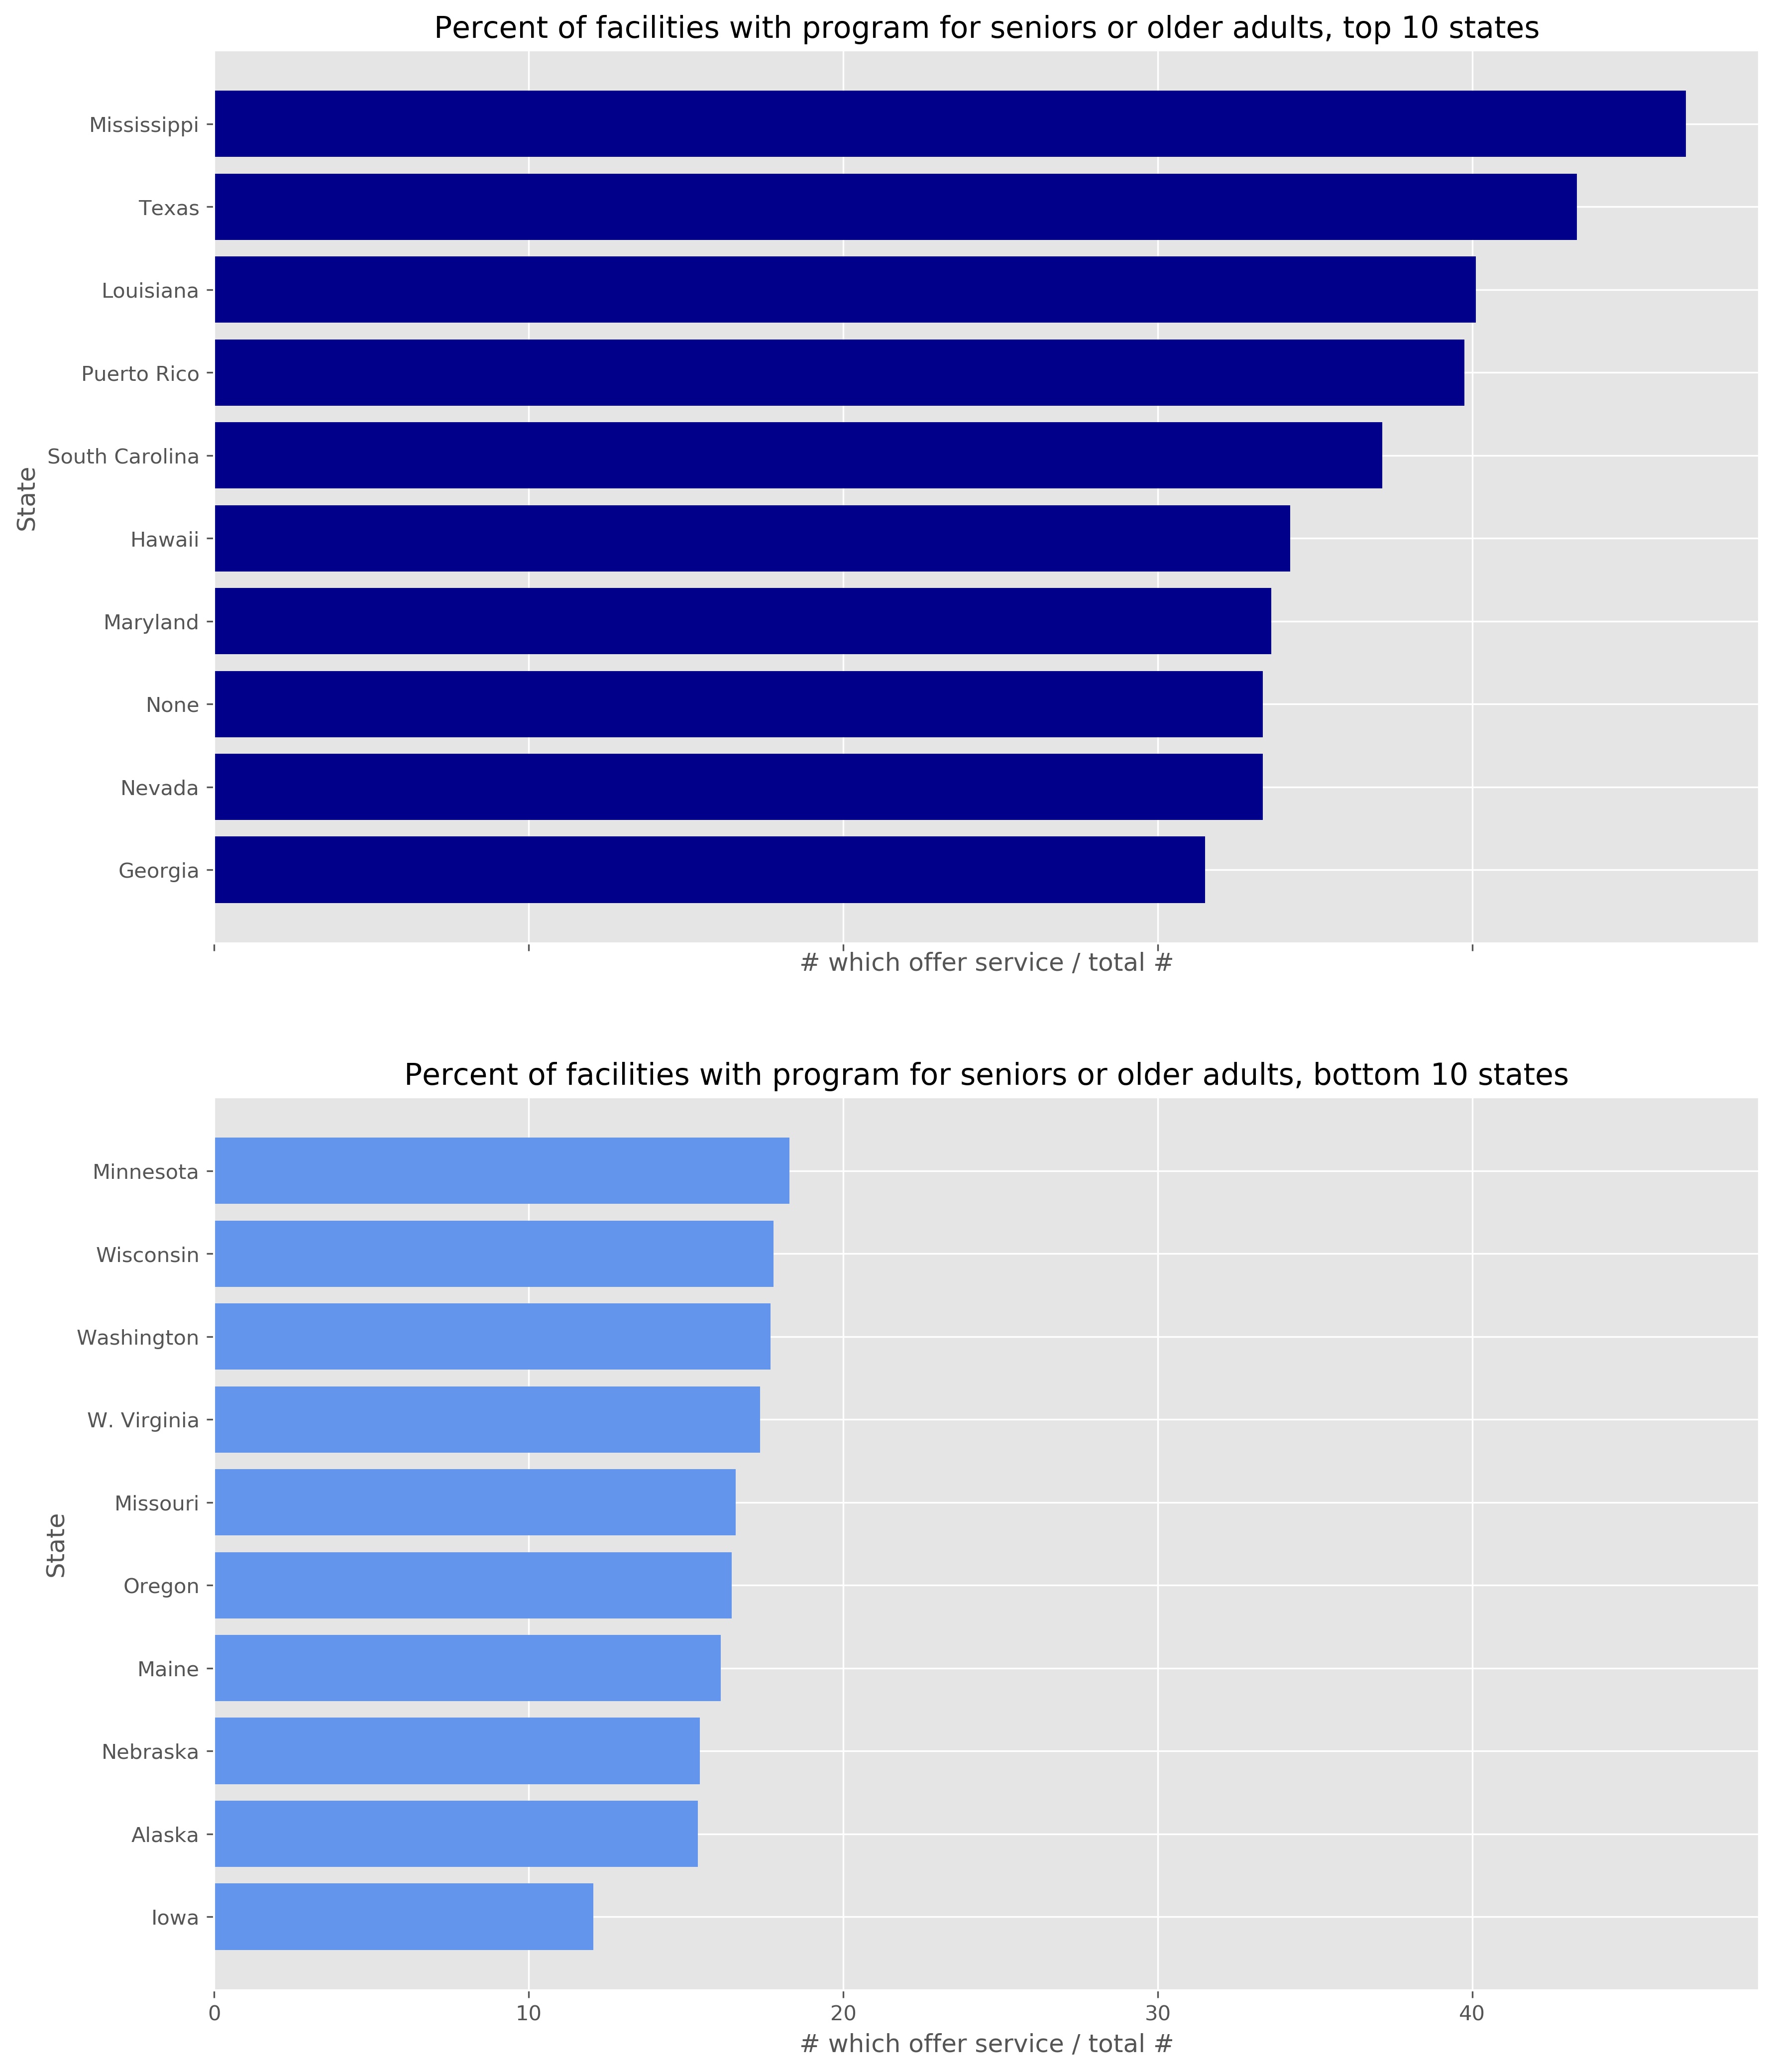 Percent of facilities with program for seniors or older adults, top 10 states
Mississippi
Texas
Louisiana
Puerto Rico
South Carolina
Hawaii
Maryland
None
Nevada
Georgia
State
# which offer service / total #
Percent of facilities with program for seniors or older adults, bottom 10 states
Minnesota
Wisconsin
Washington
W. Virginia
Missouri
Oregon
Maine
Nebraska
Alaska
Iowa
State
0 10 20 30 40
# which offer service / total #